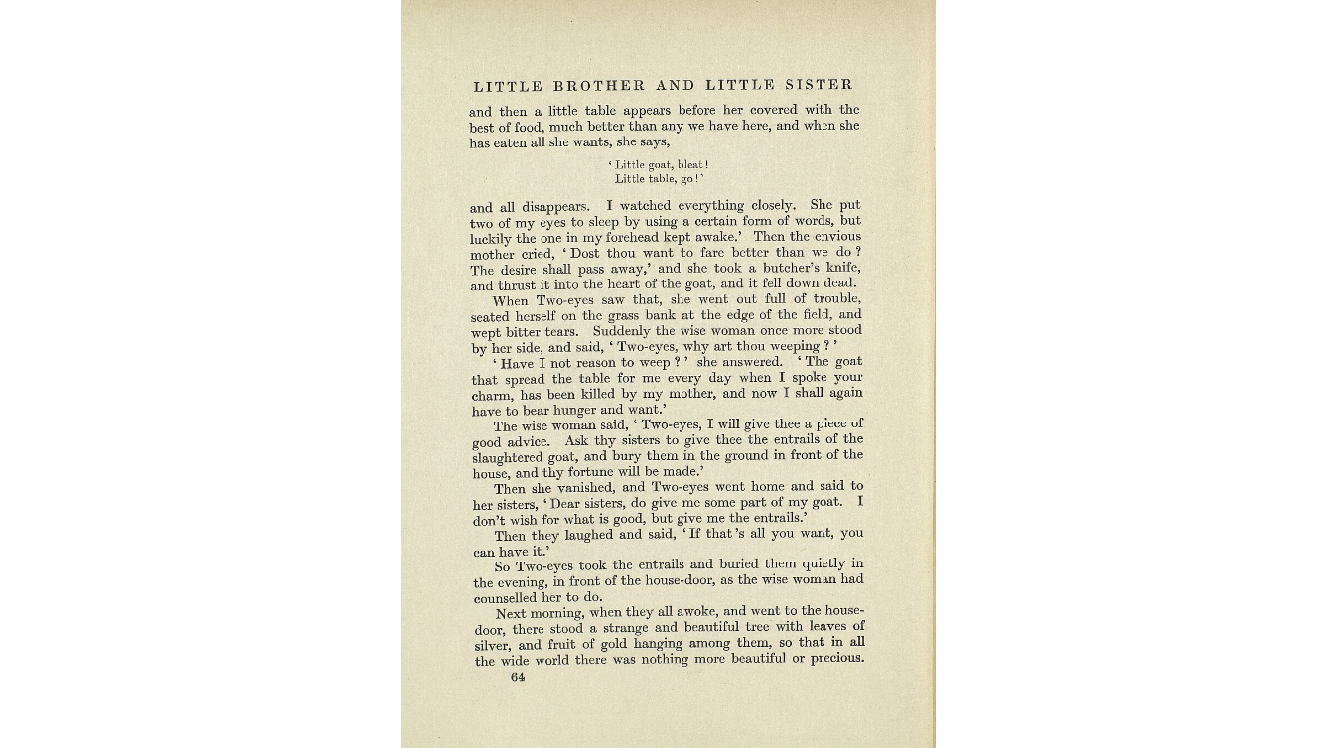 LITTLE BROTHER AND LITTLE SISTER
and then a little table appears before her covered with the
best of food, much better than any we have here, and when she
has eaten all she wants, she says,
‘ Little goat, bleat !
Little table, go ! ’
and all disappears. I watched everything closely. She put
two of my eyes to sleep by using a certain form of words, but
luckily the one in my forehead kept awake.’ Then the envious
mother cried, ‘ Dost thou want to fare better than we do ?
The desire shall pass away,’ and she took a butcher’s knife,
and thrust it into the heart of the goat, and it fell down dead.
When Two-eyes saw that, she went out full of trouble,
seated herself on the grass bank at the edge of the field, and
wept bitter tears. Suddenly the wise woman once more stood
by her side, and said, ‘ Two-eyes, why art thou weeping ? ’
‘ Have I not reason to weep ? ’ she answered. ‘ The goat
that spread the table for me every day when I spoke your
charm, has been killed by my mother, and now I shall again
have to bear hunger and want.’
The wise woman said, ‘ Two-eyes, I will give thee a piece of
good advice. Ask thy sisters to give thee the entrails of the
slaughtered goat, and bury them in the ground in front of the
house, and thy fortune will be made.’
Then she vanished, and Two-eyes went home and said to
her sisters, ‘ Dear sisters, do give me some part of my goat. I
don’t wish for what is good, but give me the entrails.’
Then they laughed and said, ‘ If that ’s all you want, you
can have it.’
So Two-eyes took the entrails and buried them quietly in
the evening, in front of the house-door, as the wise woman had
counselled her to do.
Next morning, when they all awoke, and went to the house-
door, there stood a strange and beautiful tree with leaves of
silver, and fruit of gold hanging among them, so that in all
the wide world there was nothing more beautiful or precious.
64